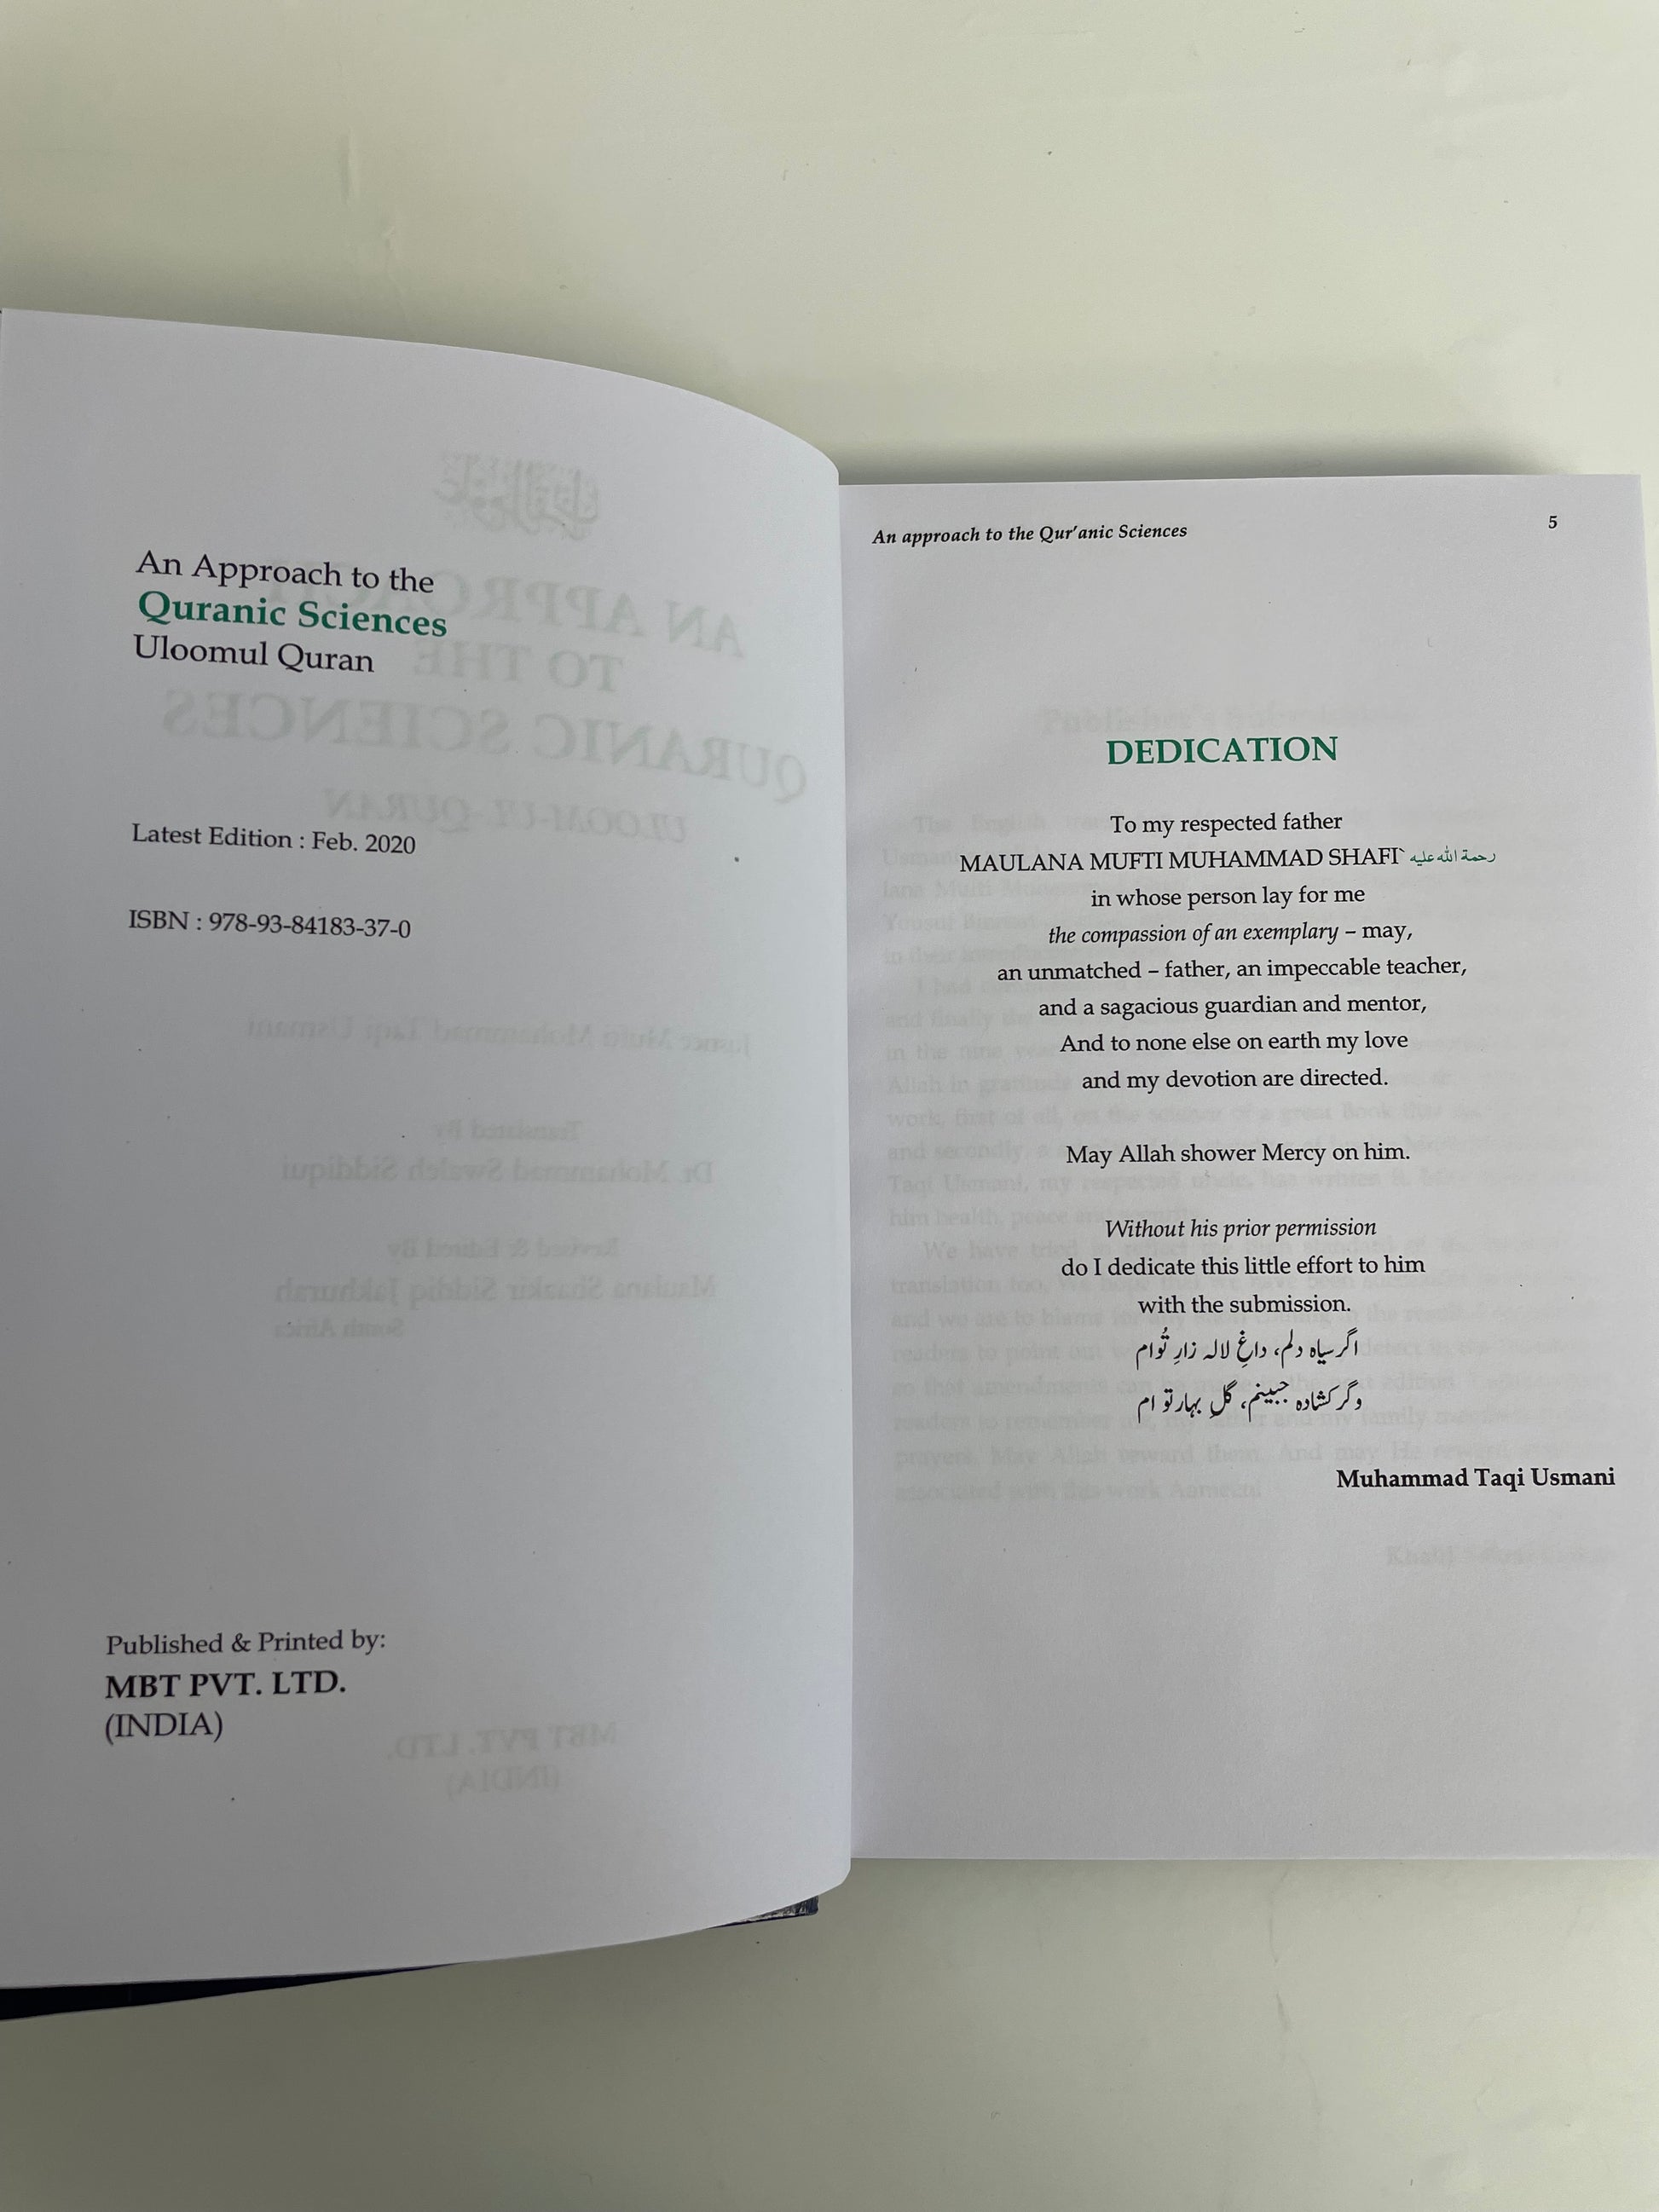 An Approach to the
Quranic Sciences
Uloomul Quran
Latest Edition : Feb. 2020
ISBN : 978-93-84183-37-0
Published & Printed by:
MBT PVT. LTD.
(INDIA)
An approach to the Qur'anic Sciences 5
DEDICATION
To my respected father
MAULANA MUFTI MUHAMMAD SHAFI` رحمة الله عليه
in whose person lay for me
the compassion of an exemplary – may,
an unmatched – father, an impeccable teacher,
and a sagacious guardian and mentor,
And to none else on earth my love
and my devotion are directed.
May Allah shower Mercy on him.
Without his prior permission
do I dedicate this little effort to him
with the submission.
اگر سیاہ دلم، داغِ لالہ زارِ تُوام
وگر کشادہ جبینم، گلِ بہار تو ام
Muhammad Taqi Usmani